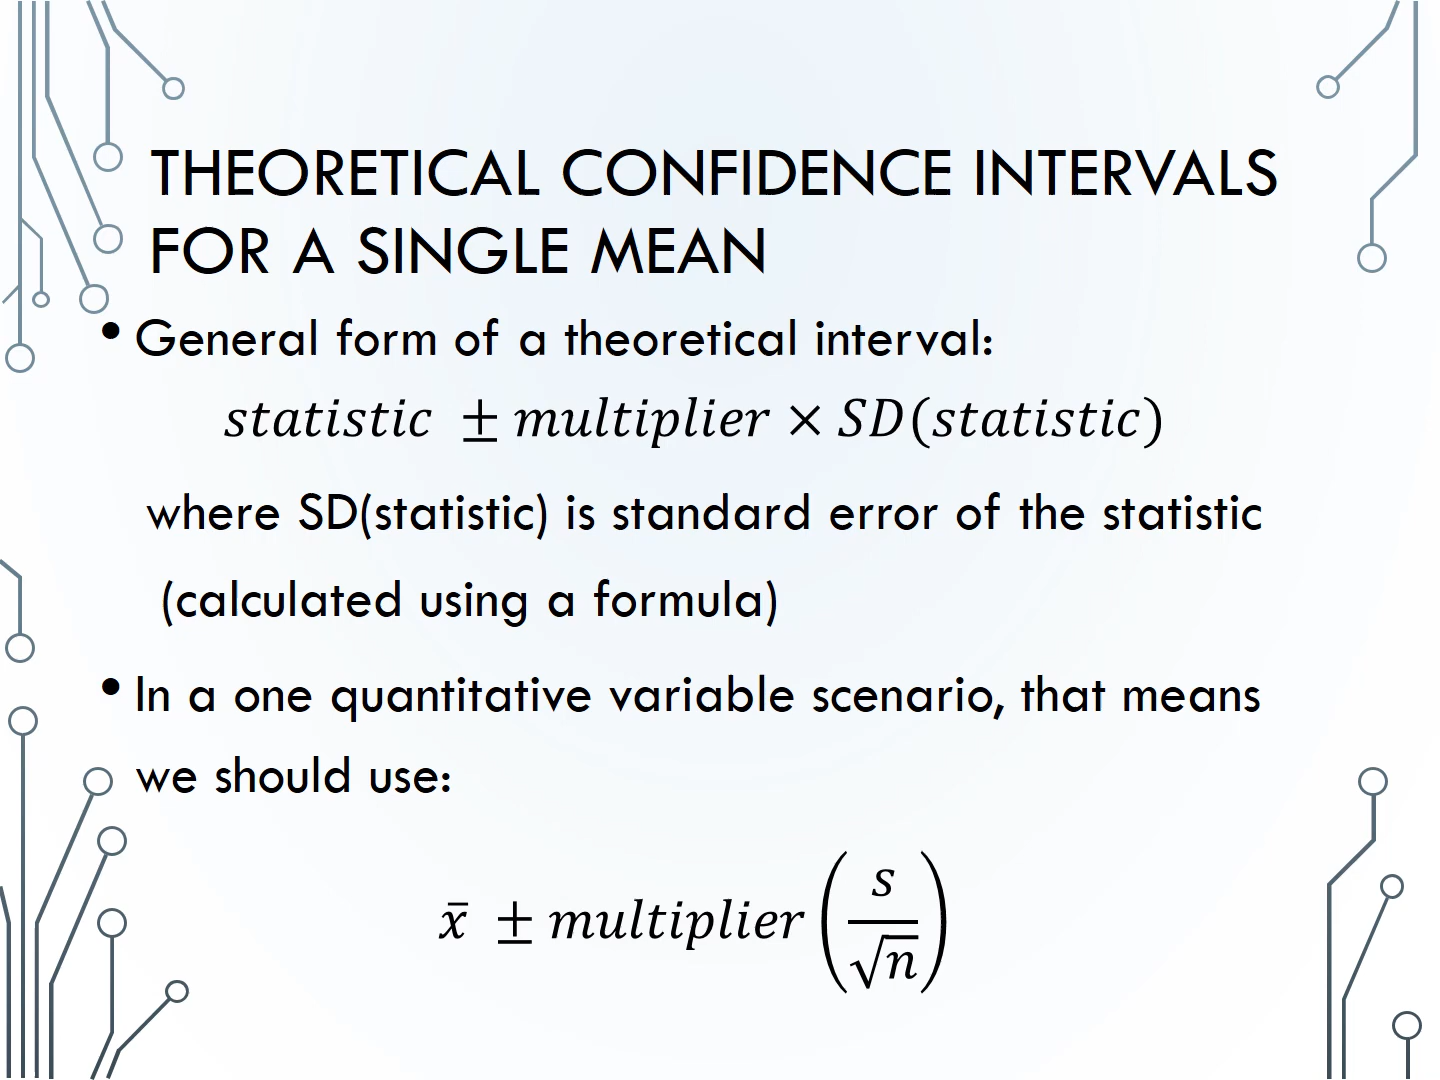 THEORETICAL CONFIDENCE INTERVALS
FOR A SINGLE MEAN
• General form of a theoretical interval:
statistic ± multiplier × SD(statistic)
where SD(statistic) is standard error of the statistic
(calculated using a formula)
• In a one quantitative variable scenario, that means
we should use:
x̄ ± multiplier (s/√n)